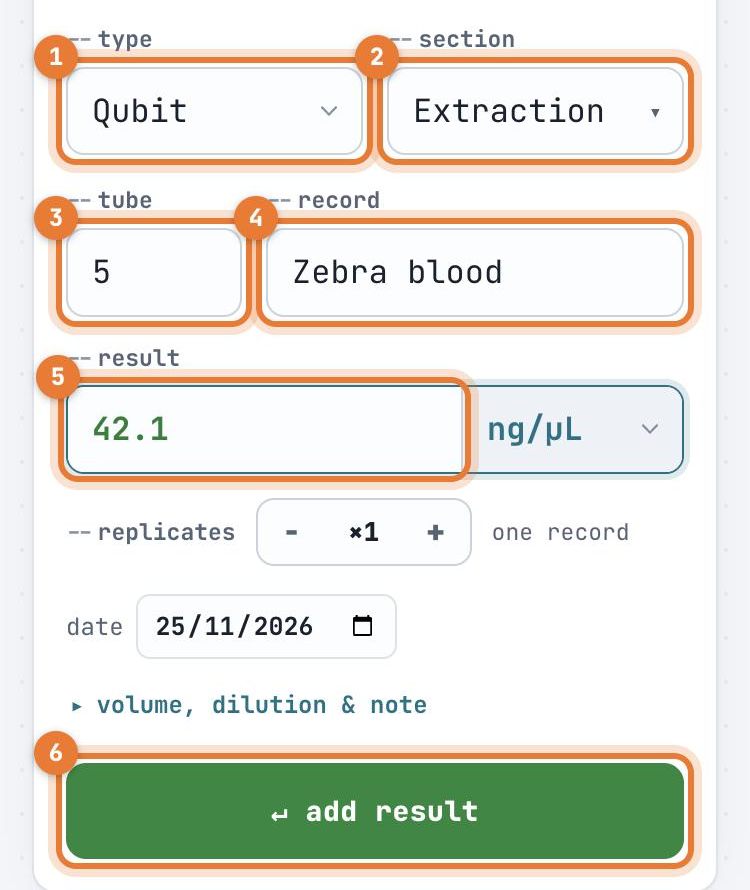 1 -- type 2 -- section
Qubit Extraction ▾
3 -- tube 4 -- record
5 Zebra blood
5 -- result
42.1 ng/µL
-- replicates - ×1 + one record
date 25/11/2026
▸ volume, dilution & note
6
↵ add result